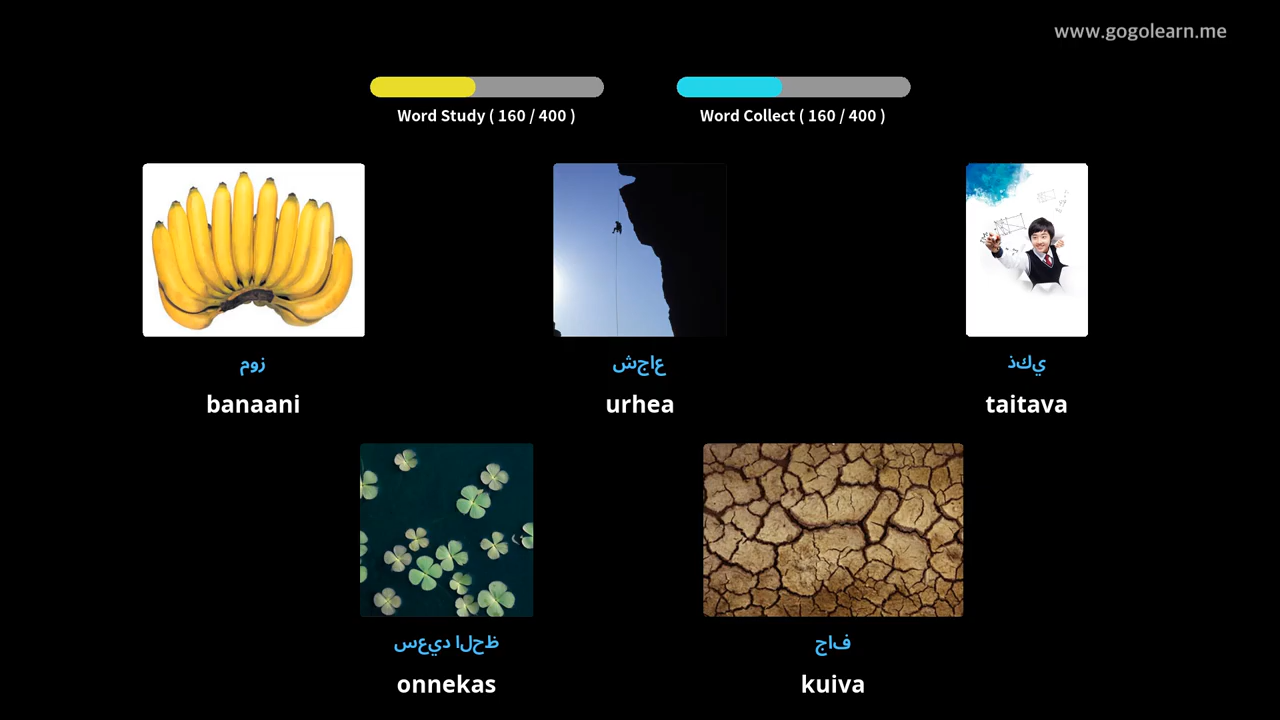 www.gogolearn.me
Word Study ( 160 / 400 )
Word Collect ( 160 / 400 )
موز
شجاع
ذكي
banaani
urhea
taitava
سعيد الحظ
جاف
onnekas
kuiva